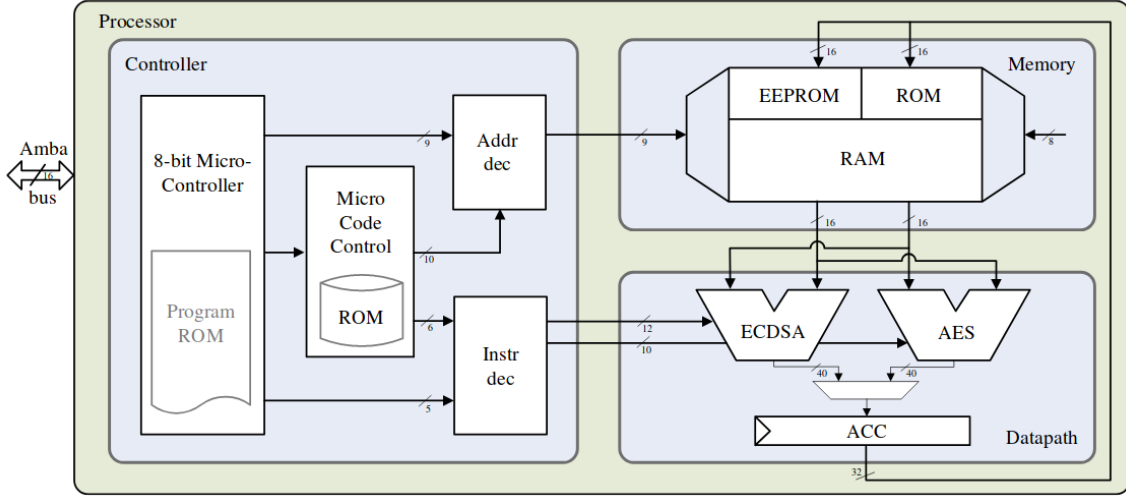 Processor
Controller
Memory
Amba
16
bus
8-bit Micro-
Controller
Program
ROM
Micro
Code
Control
ROM
Addr
dec
Instr
dec
9
10
6
5
9
12
10
16
16
EEPROM
ROM
RAM
8
16
16
ECDSA
AES
40
40
ACC
Datapath
32